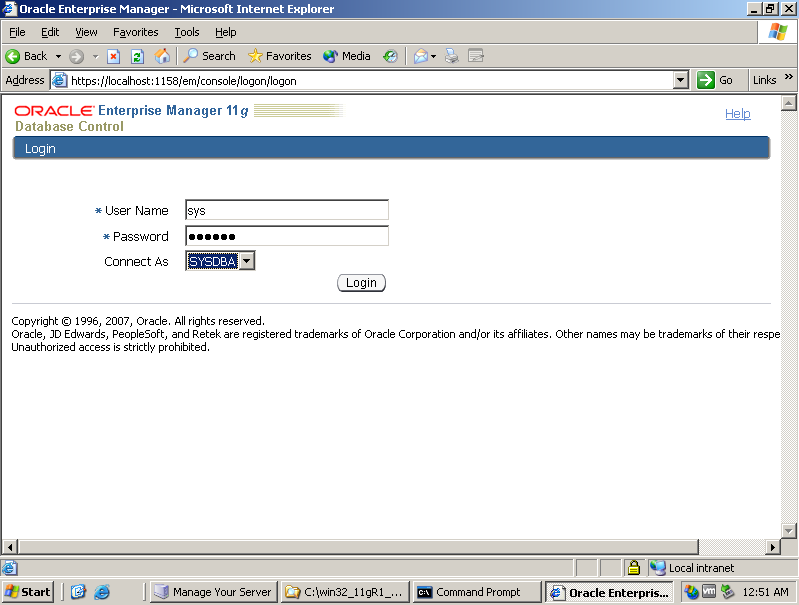 Oracle Enterprise Manager - Microsoft Internet Explorer
File Edit View Favorites Tools Help
Back Search Favorites Media
Address https://localhost:1158/em/console/logon/logon Go Links »
ORACLE Enterprise Manager 11g
Database Control
Help
Login
* User Name sys
* Password ●●●●●●
Connect As SYSDBA
Login
Copyright © 1996, 2007, Oracle. All rights reserved.
Oracle, JD Edwards, PeopleSoft, and Retek are registered trademarks of Oracle Corporation and/or its affiliates. Other names may be trademarks of their respe
Unauthorized access is strictly prohibited.
Local intranet
Start Manage Your Server C:\win32_11gR1_... Command Prompt Oracle Enterpris... 12:51 AM